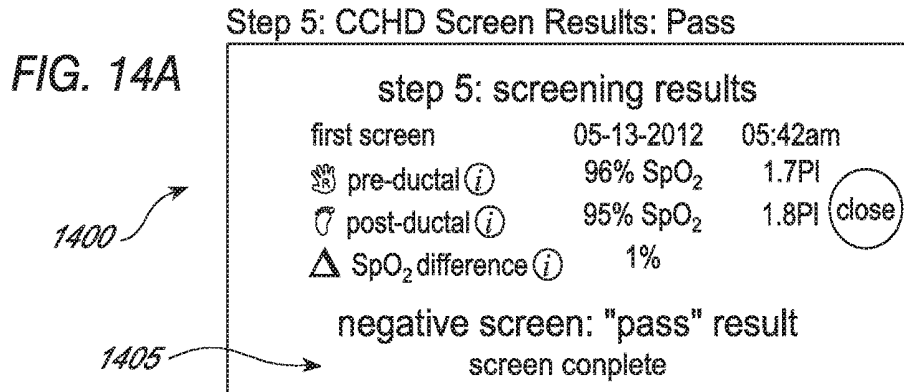 Step 5: CCHD Screen Results: Pass
FIG. 14A
step 5: screening results
first screen 05-13-2012 05:42am
R pre-ductal i 96% SpO₂ 1.7PI
post-ductal i 95% SpO₂ 1.8PI close
1400
Δ SpO₂ difference i 1%
negative screen: "pass" result
1405
screen conplete